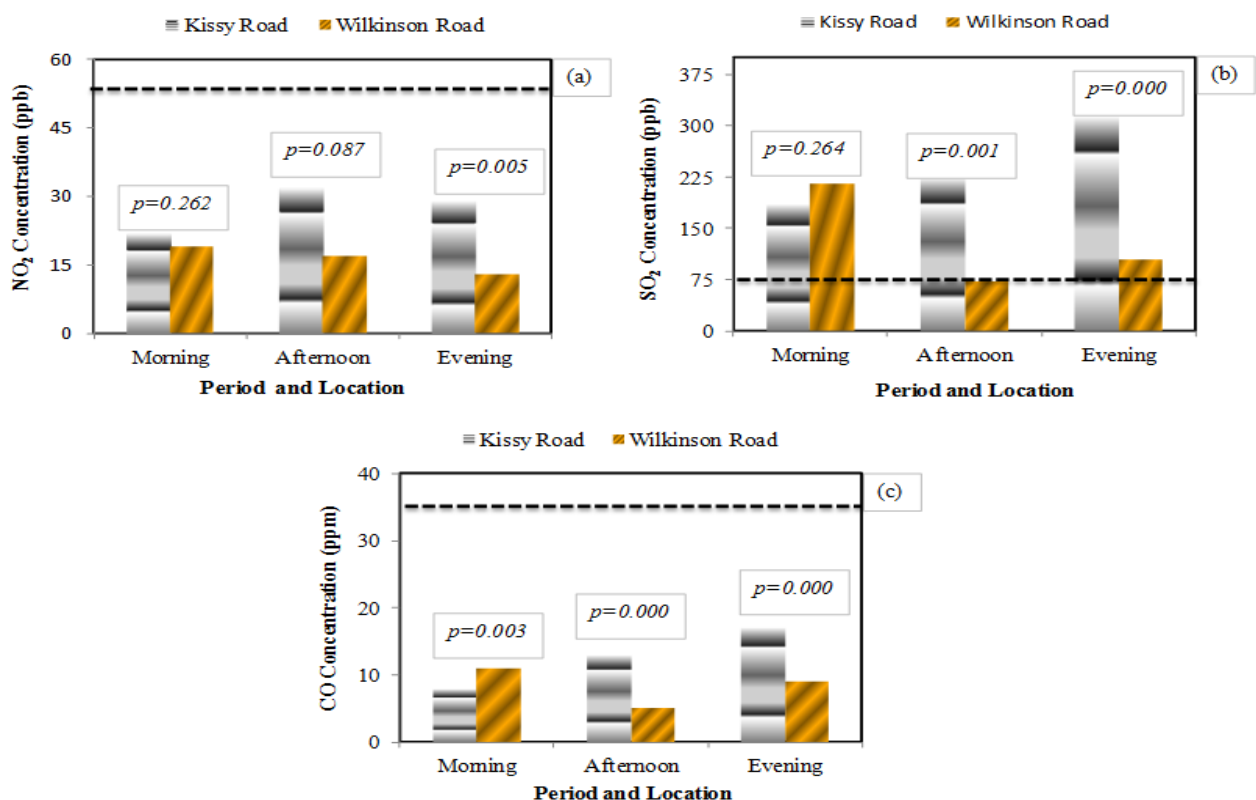 Kissy Road Wilkinson Road
(a)
NO₂ Concentration (ppb)
60
45
30
15
0
p=0.262
p=0.087
p=0.005
Morning Afternoon Evening
Period and Location
Kissy Road Wilkinson Road
(b)
SO₂ Concentration (ppb)
375
300
225
150
75
0
p=0.264
p=0.001
p=0.000
Morning Afternoon Evening
Period and Location
Kissy Road Wilkinson Road
(c)
CO Concentration (ppm)
40
30
20
10
0
p=0.003
p=0.000
p=0.000
Morning Afternoon Evening
Period and Location